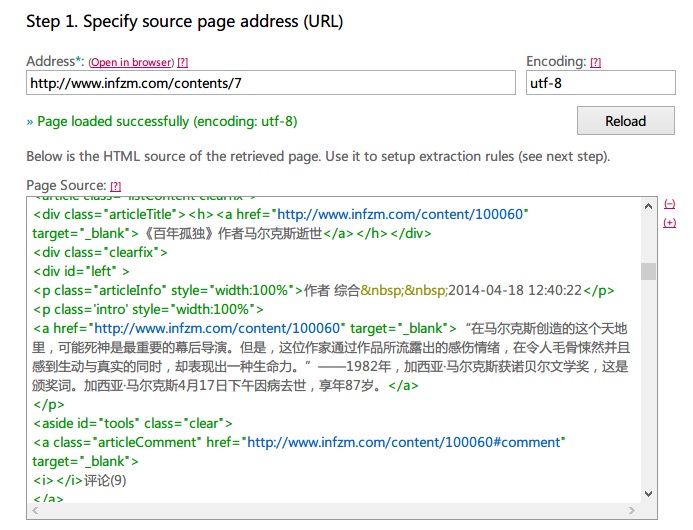 Step 1. Specify source page address (URL)
Address*: (Open in browser) [?]
Encoding: [?]
http://www.infzm.com/contents/7
utf-8
» Page loaded successfully (encoding: utf-8)
Reload
Below is the HTML source of the retrieved page. Use it to setup extraction rules (see next step).
Page Source: [?]
(–)
(+)
<div class="articleTitle"><h><a href="http://www.infzm.com/content/100060"
target="_blank">《百年孤独》作者马尔克斯逝世</a></h></div>
<div class="clearfix">
<div id="left" >
<p class="articleInfo" style="width:100%">作者 综合&nbsp;&nbsp;2014-04-18 12:40:22</p>
<p class='intro' style="width:100%">
<a href="http://www.infzm.com/content/100060" target="_blank">“在马尔克斯创造的这个天地
里，可能死神是最重要的幕后导演。但是，这位作家通过作品所流露出的感伤情绪，在令人毛骨悚然并且
感到生动与真实的同时，却表现出一种生命力。”——1982年，加西亚·马尔克斯获诺贝尔文学奖，这是
颁奖词。加西亚·马尔克斯4月17日下午因病去世，享年87岁。</a>
</p>
<aside id="tools" class="clear">
<a class="articleComment" href="http://www.infzm.com/content/100060#comment"
target="_blank">
<i></i>评论(9)
</a>